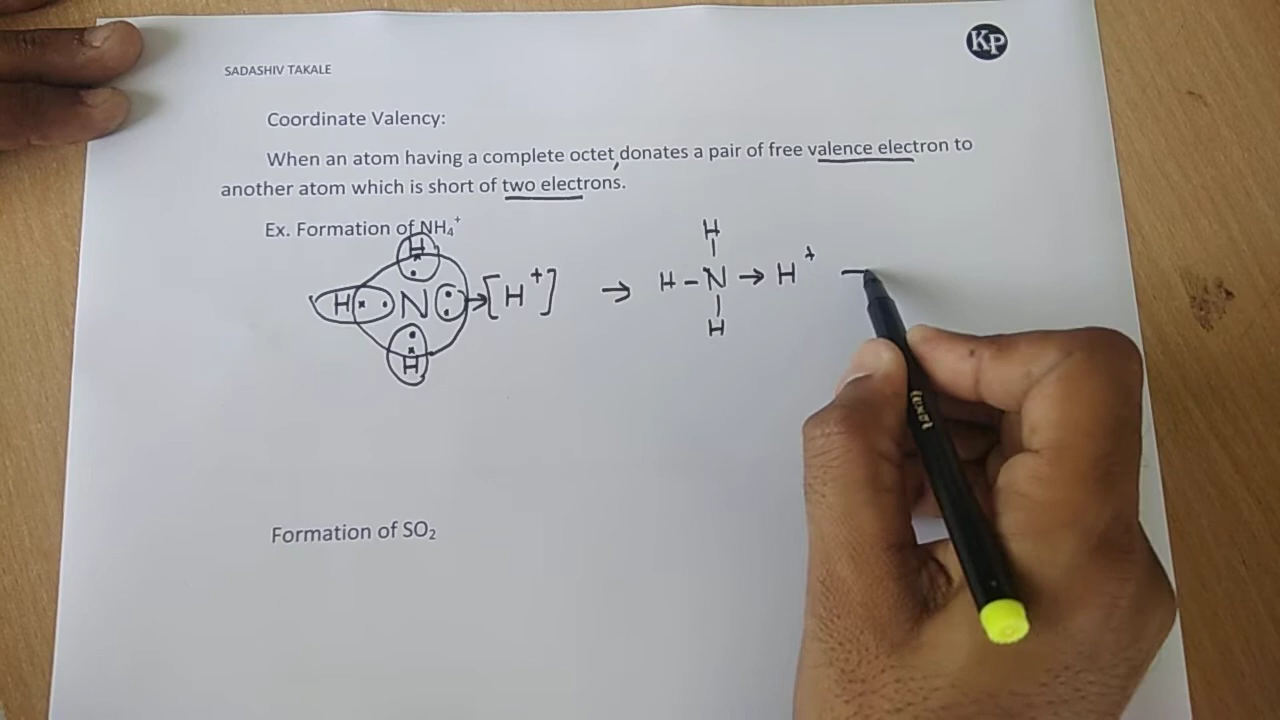 KP
SADASHIV TAKALE
Coordinate Valency:
When an atom having a complete octet, donates a pair of free valence electron to
another atom which is short of two electrons.
Ex. Formation of NH₄⁺
H
H × • N : → [H⁺] → H – N → H⁺ –
H
H
H
Formation of SO₂
luxor